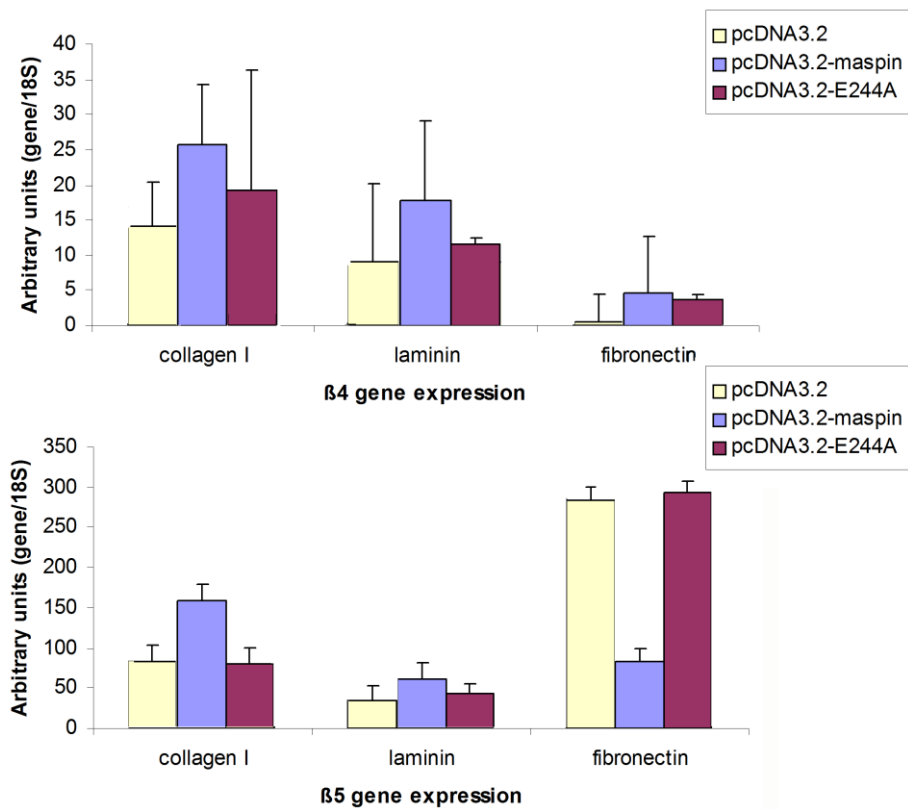 pcDNA3.2
pcDNA3.2-maspin
pcDNA3.2-E244A
Arbitrary units (gene/18S)
40
35
30
25
20
15
10
5
0
collagen I laminin fibronectin
ß4 gene expression
pcDNA3.2
pcDNA3.2-maspin
pcDNA3.2-E244A
Arbitrary units (gene/18S)
350
300
250
200
150
100
50
0
collagen I laminin fibronectin
ß5 gene expression